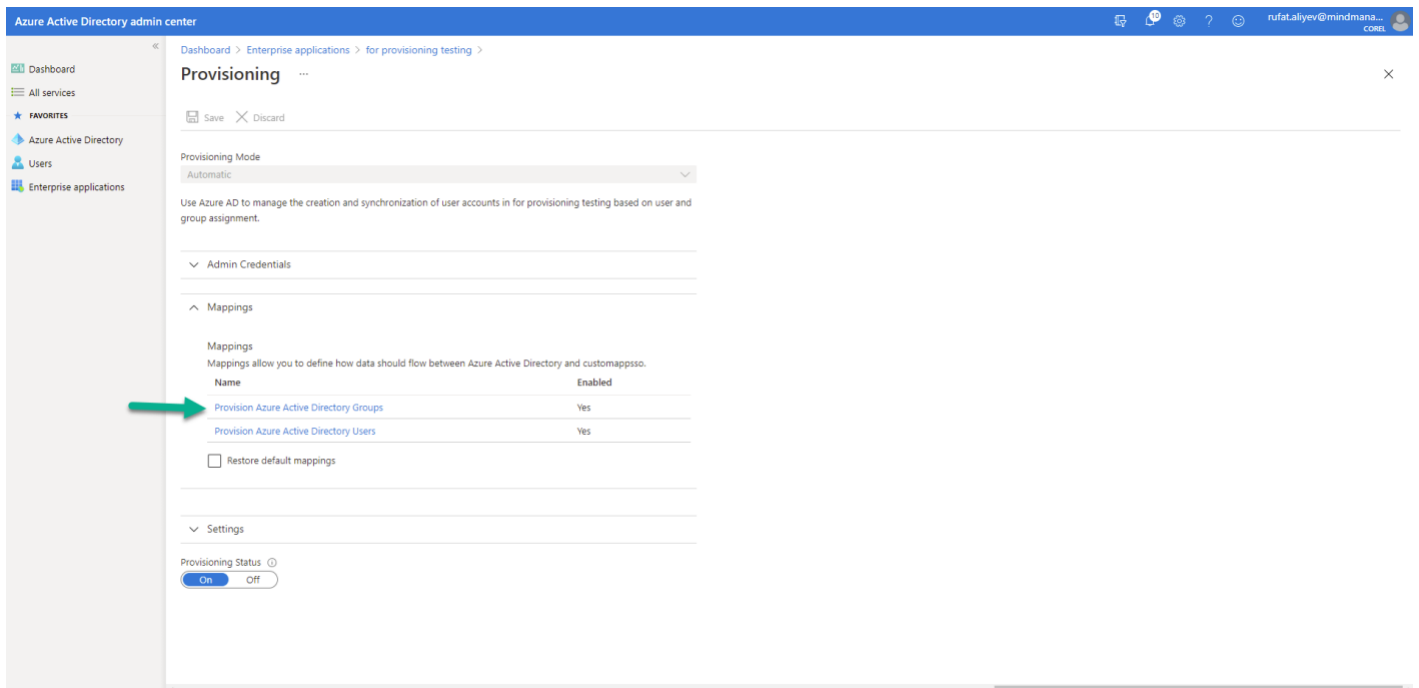 Azure Active Directory admin center
10
rufat.aliyev@mindmana...
COREL
Dashboard
All services
FAVORITES
Azure Active Directory
Users
Enterprise applications
Dashboard > Enterprise applications > for provisioning testing >
Provisioning ...
Save Discard
Provisioning Mode
Automatic
Use Azure AD to manage the creation and synchronization of user accounts in for provisioning testing based on user and
group assignment.
Admin Credentials
Mappings
Mappings
Mappings allow you to define how data should flow between Azure Active Directory and customappsso.
Name Enabled
Provision Azure Active Directory Groups Yes
Provision Azure Active Directory Users Yes
Restore default mappings
Settings
Provisioning Status
On Off